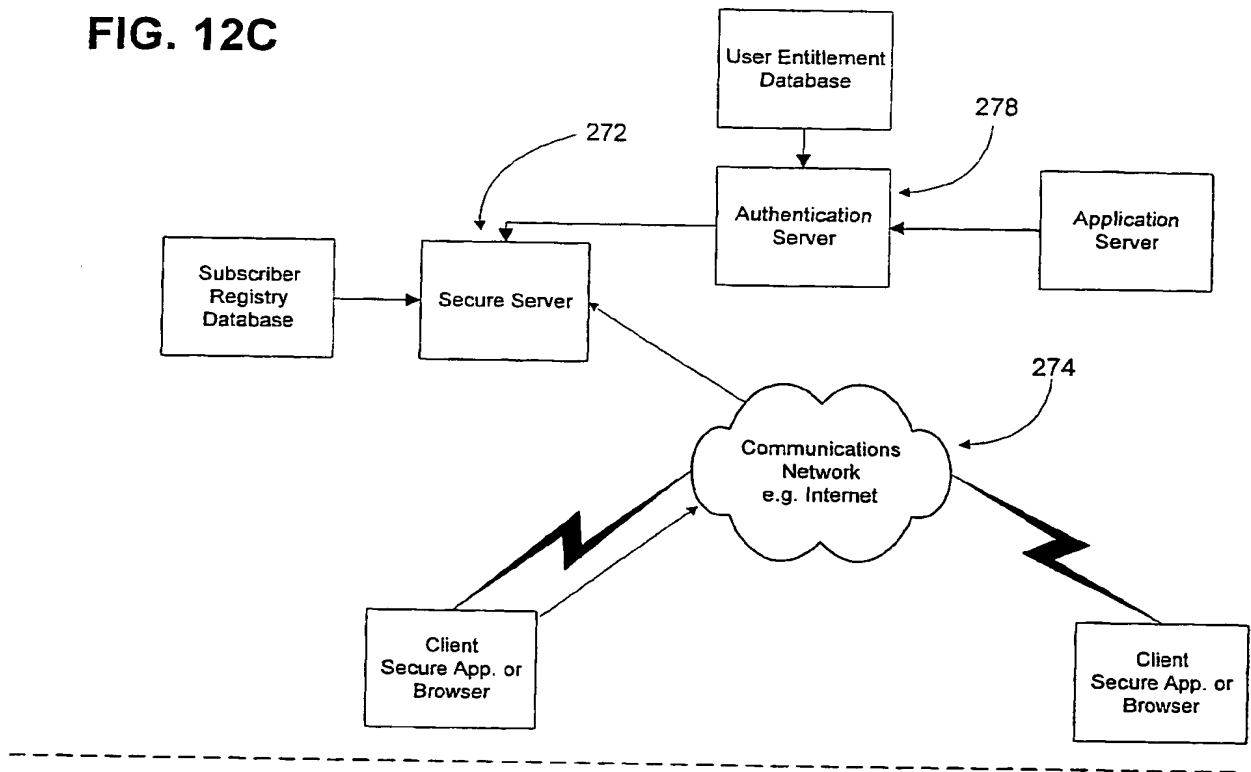 FIG. 12C
User Entitlement
Database
278
272
Authentication
Server
Application
Server
Subscriber
Registry
Database
Secure Server
274
Communications
Network
e.g. Internet
Client
Secure App. or
Browser
Client
Secure App. or
Browser